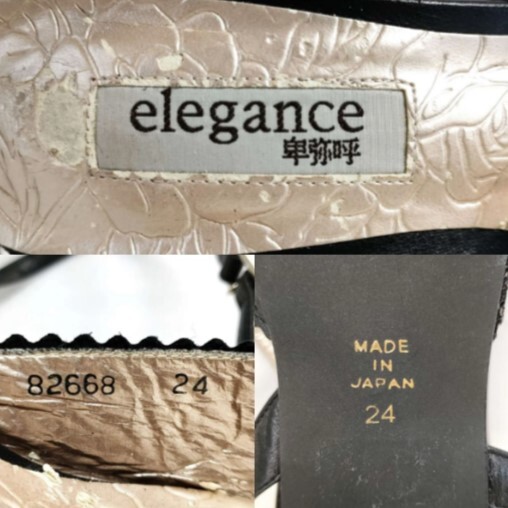 elegance
卑弥呼
82668 24
MADE
IN
JAPAN
24